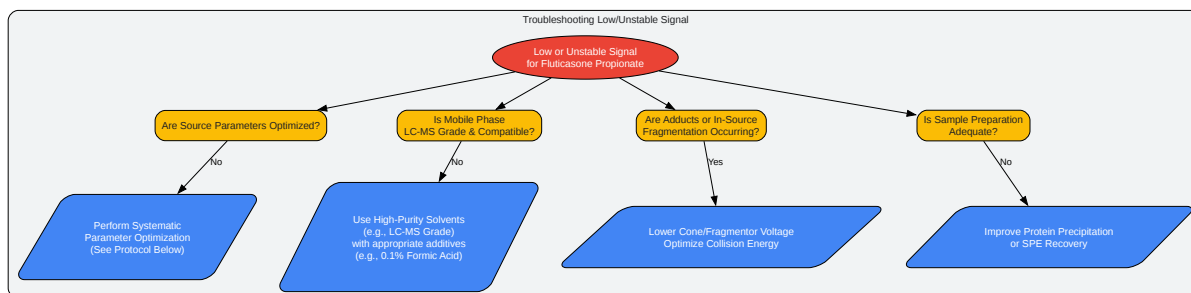 Troubleshooting Low/Unstable Signal
Low or Unstable Signal
for Fluticasone Propionate
Are Source Parameters Optimized?
Is Mobile Phase
LC-MS Grade & Compatible?
Are Adducts or In-Source
Fragmentation Occurring?
Is Sample Preparation
Adequate?
No
No
Yes
No
Perform Systematic
Parameter Optimization
(See Protocol Below)
Use High-Purity Solvents
(e.g., LC-MS Grade)
with appropriate additives
(e.g., 0.1% Formic Acid)
Lower Cone/Fragmentor Voltage
Optimize Collision Energy
Improve Protein Precipitation
or SPE Recovery